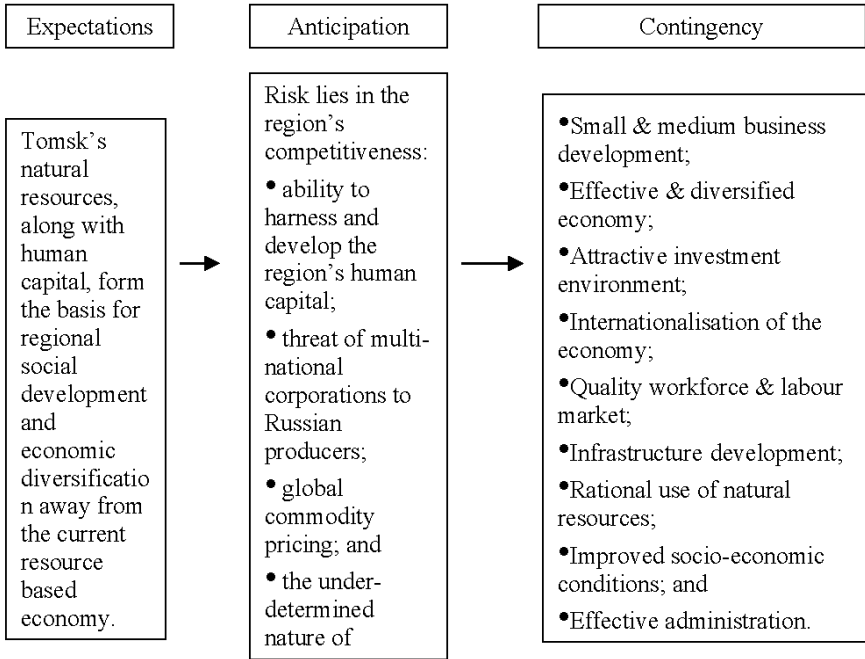 Expectations
Tomsk's
natural
resources,
along with
human
capital, form
the basis for
regional
social
development
and
economic
diversificatio
n away from
the current
resource
based
economy.
Anticipation
Risk lies in the
region's
competitiveness:
• ability to
harness and
develop the
region's human
capital;
• threat of multi-
national
corporations to
Russian
producers;
• global
commodity
pricing; and
• the under-
determined
nature of
Contingency
•Small & medium business
development;
•Effective & diversified
economy;
•Attractive investment
environment;
•Internationalisation of the
economy;
•Quality workforce & labour
market;
•Infrastructure development;
•Rational use of natural
resources;
•Improved socio-economic
conditions; and
•Effective administration.